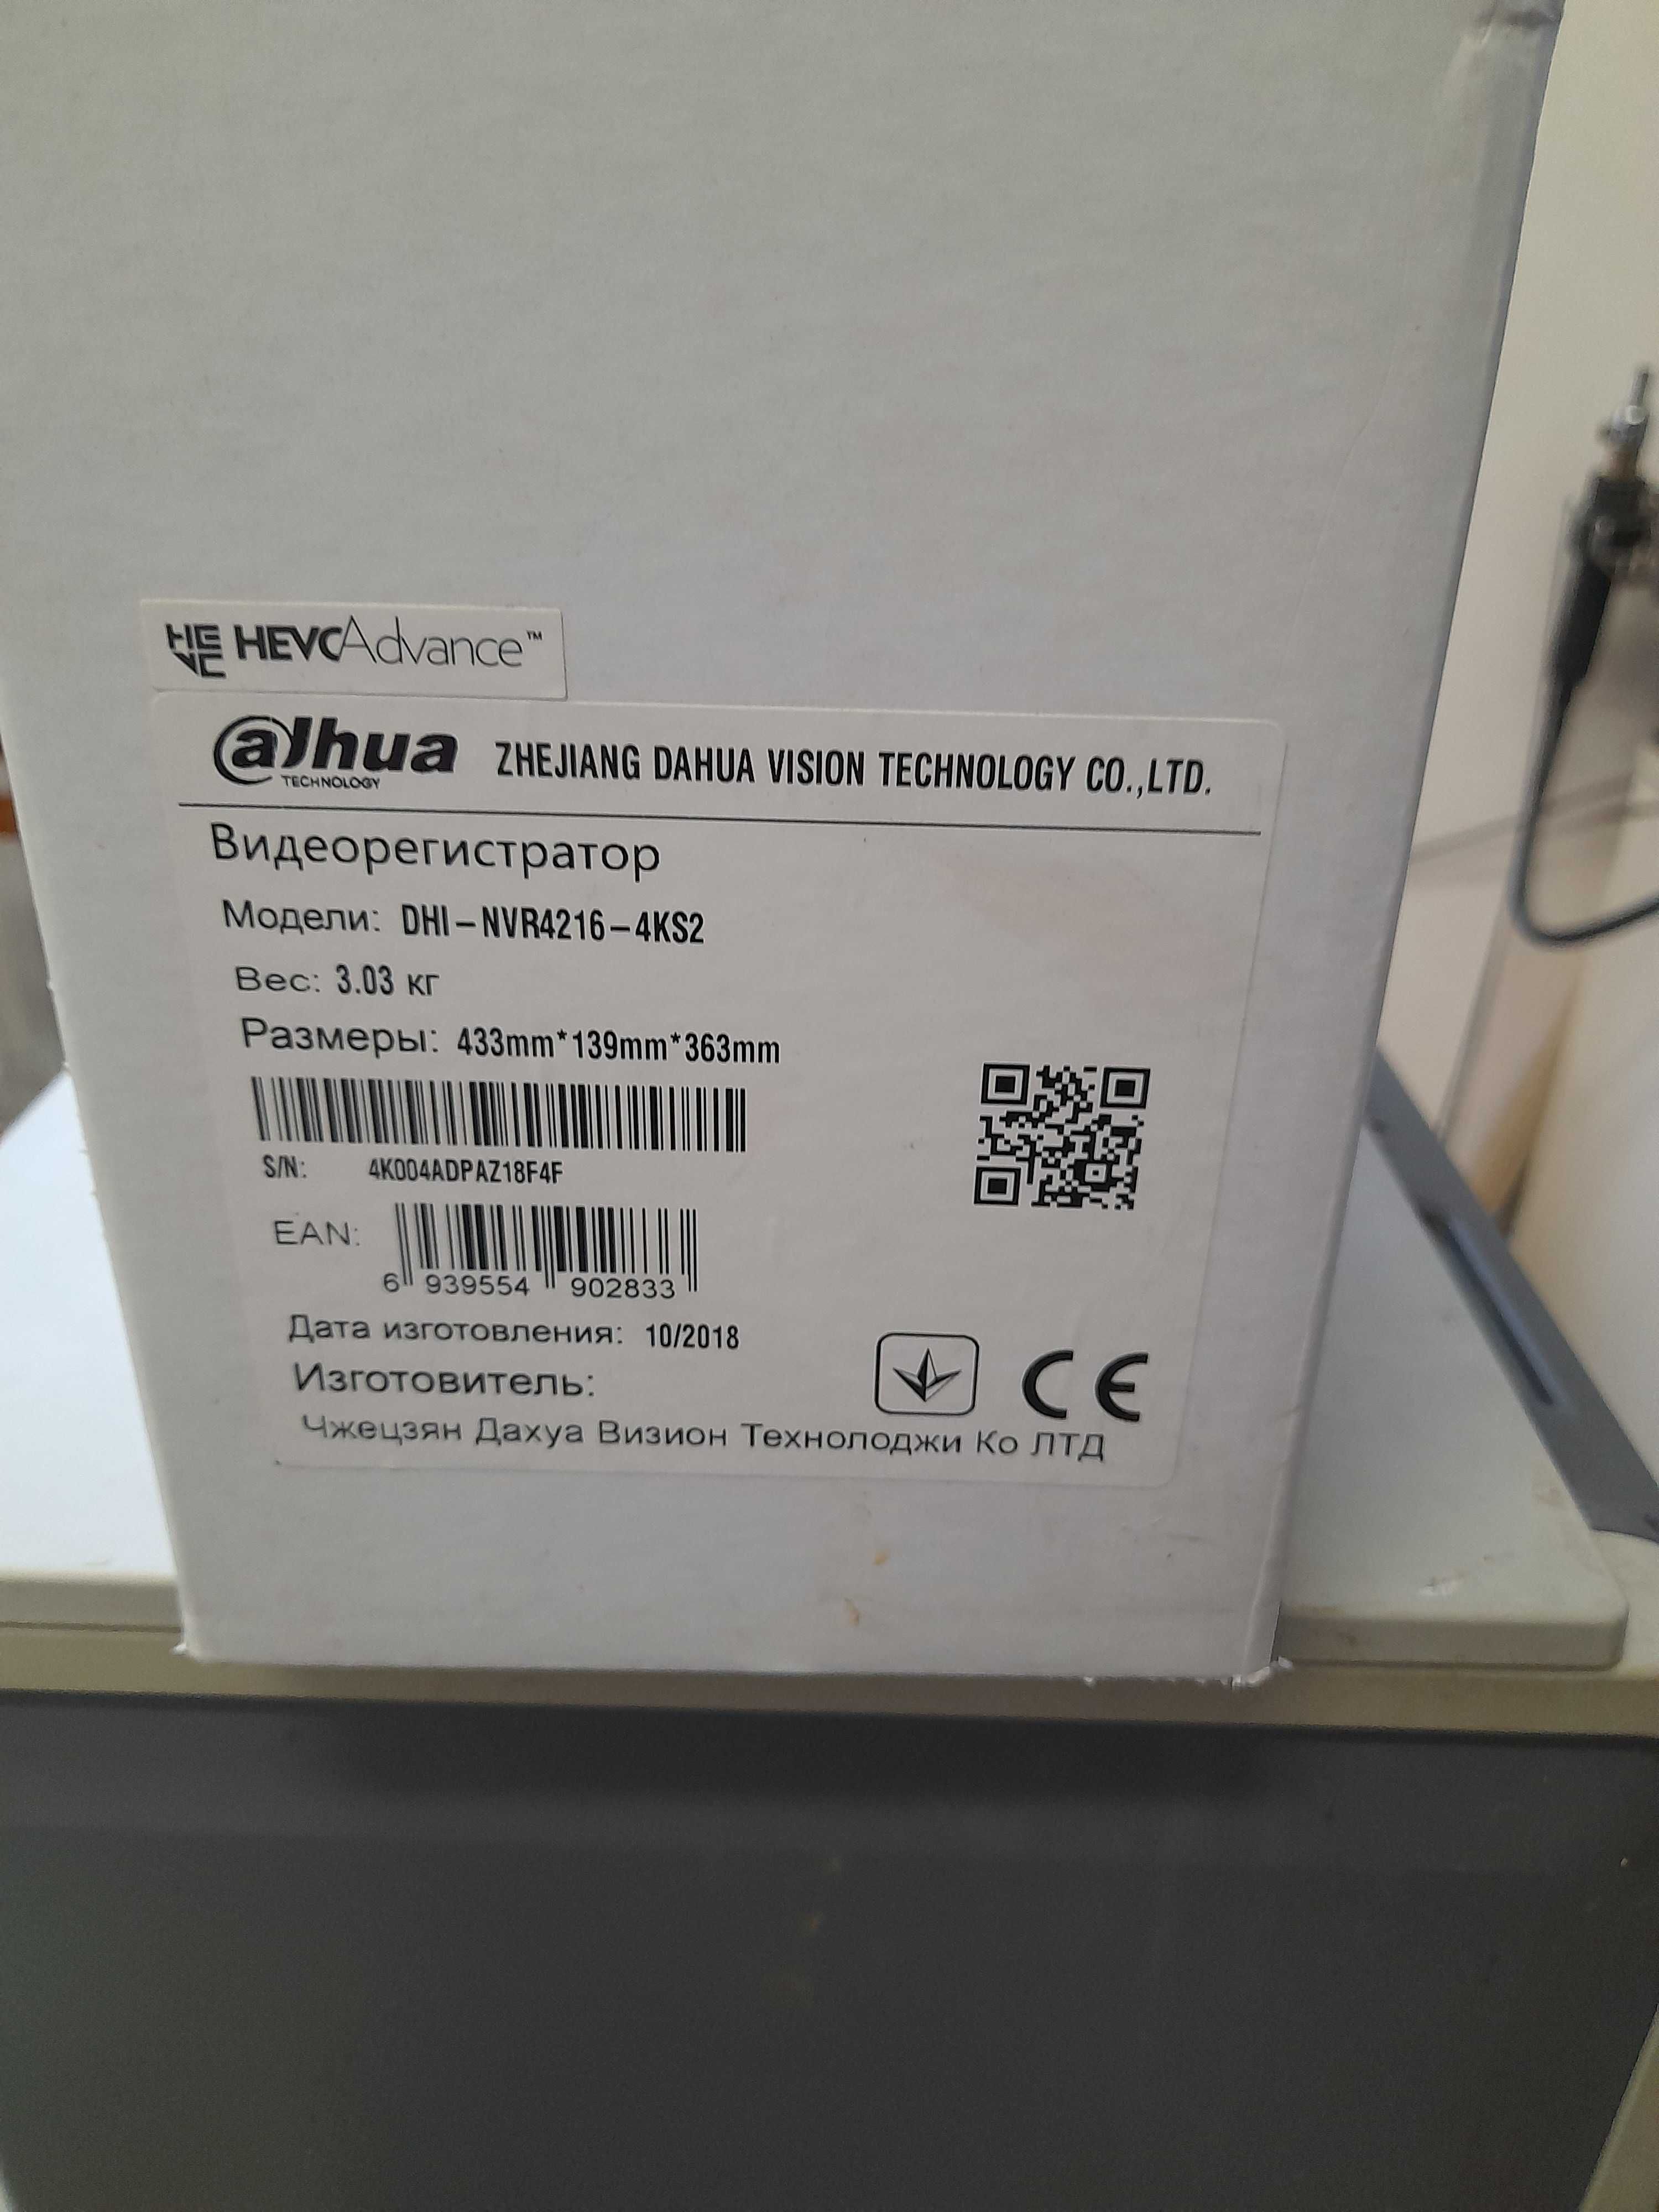 HEVC HEVCAdvance™
alhua TECHNOLOGY ZHEJIANG DAHUA VISION TECHNOLOGY CO.,LTD.
Видеорегистратор
Модели: DHI-NVR4216-4KS2
Вес: 3.03 кг
Размеры: 433mm*139mm*363mm
S/N: 4K004ADPAZ18F4F
EAN:
6 939554 902833
Дата изготовления: 10/2018
Изготовитель:
CE
Чжецзян Дахуа Визион Технолоджи Ко ЛТД